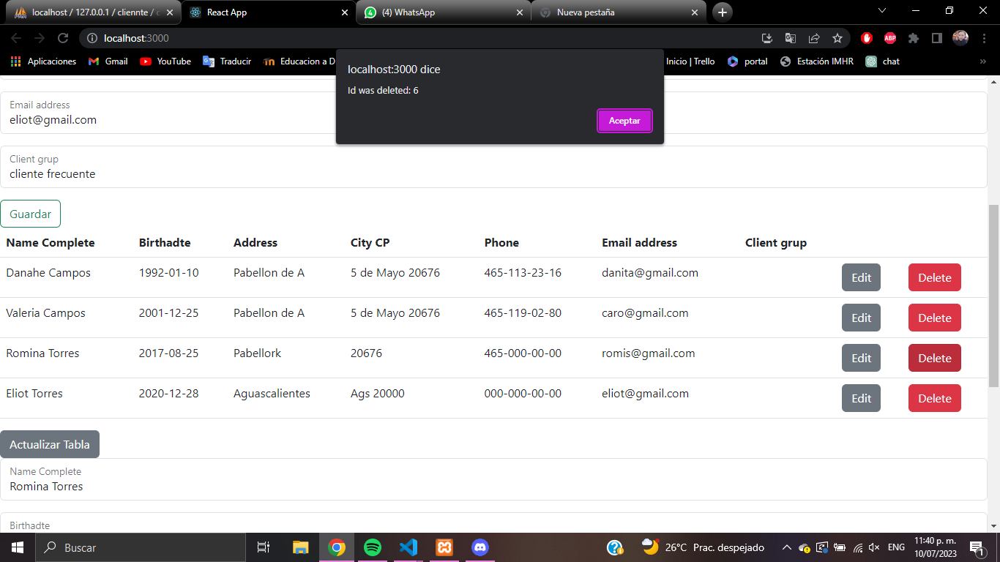 localhost / 127.0.0.1 / cliennte / c
React App
(4) WhatsApp
Nueva pestaña
localhost:3000
ABP
Aplicaciones
Gmail
YouTube
Traducir
Educacion a D
Inicio | Trello
portal
Estación IMHR
chat
localhost:3000 dice
Id was deleted: 6
Aceptar
Email address
eliot@gmail.com
Client grup
cliente frecuente
Guardar
Name Complete Birthadte Address City CP Phone Email address Client grup
Danahe Campos 1992-01-10 Pabellon de A 5 de Mayo 20676 465-113-23-16 danita@gmail.com Edit Delete
Valeria Campos 2001-12-25 Pabellon de A 5 de Mayo 20676 465-119-02-80 caro@gmail.com Edit Delete
Romina Torres 2017-08-25 Pabellork 20676 465-000-00-00 romis@gmail.com Edit Delete
Eliot Torres 2020-12-28 Aguascalientes Ags 20000 000-000-00-00 eliot@gmail.com Edit Delete
Actualizar Tabla
Name Complete
Romina Torres
Birthadte
Buscar
26°C Prac. despejado
ENG
11:40 p. m.
10/07/2023
1